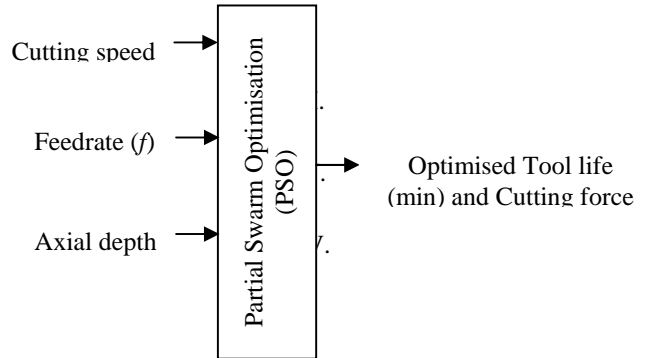 Cutting speed
Feedrate (f)
Axial depth
Partial Swarm Optimisation
(PSO)
Optimised Tool life
(min) and Cutting force